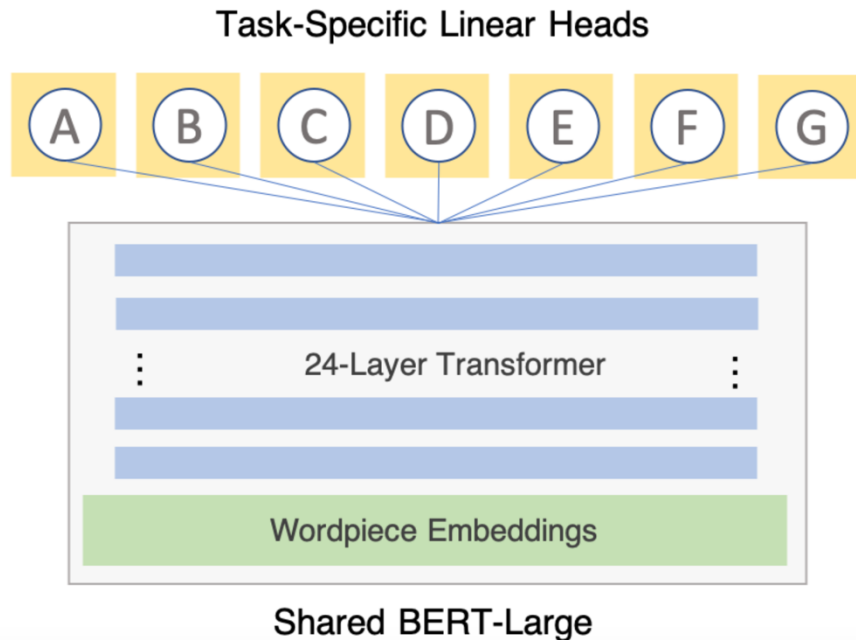 Task-Specific Linear Heads
A B C D E F G
24-Layer Transformer
Wordpiece Embeddings
Shared BERT-Large